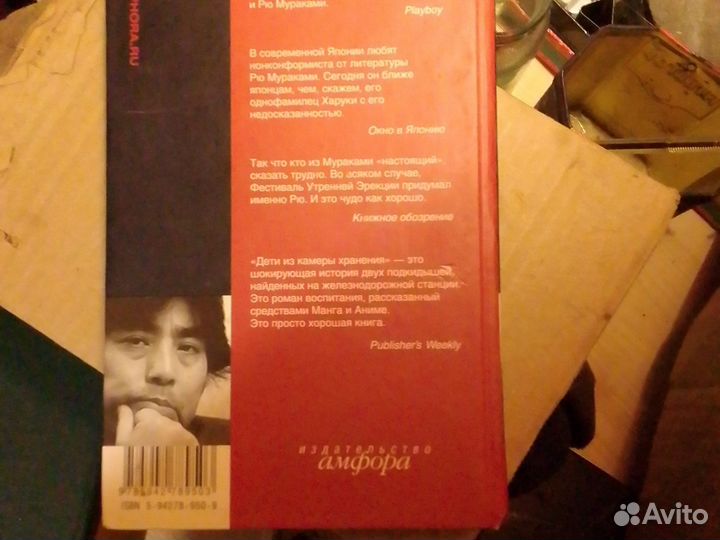 и Рю Мураками.
Playboy
HORA.RU
В современной Японии любят
нонконформиста от литературы
Рю Мураками. Сегодня он ближе
японцам, чем, скажем, его
однофамилец Харуки с его
недосказанностью.
Окно в Японию
Так что кто из Мураками «настоящий»,
сказать трудно. Во всяком случае,
Фестиваль Утренней Эрекции придумал
именно Рю. И это чудо как хорошо.
Книжное обозрение
«Дети из камеры хранения» — это
шокирующая история двух подкидышей,
найденных на железнодорожной станции.
Это роман воспитания, рассказанный
средствами Манга и Аниме.
Это просто хорошая книга.
Publisher's Weekly
издательство
амфора
9785942789503
ISBN 5-94278-950-9
Avito